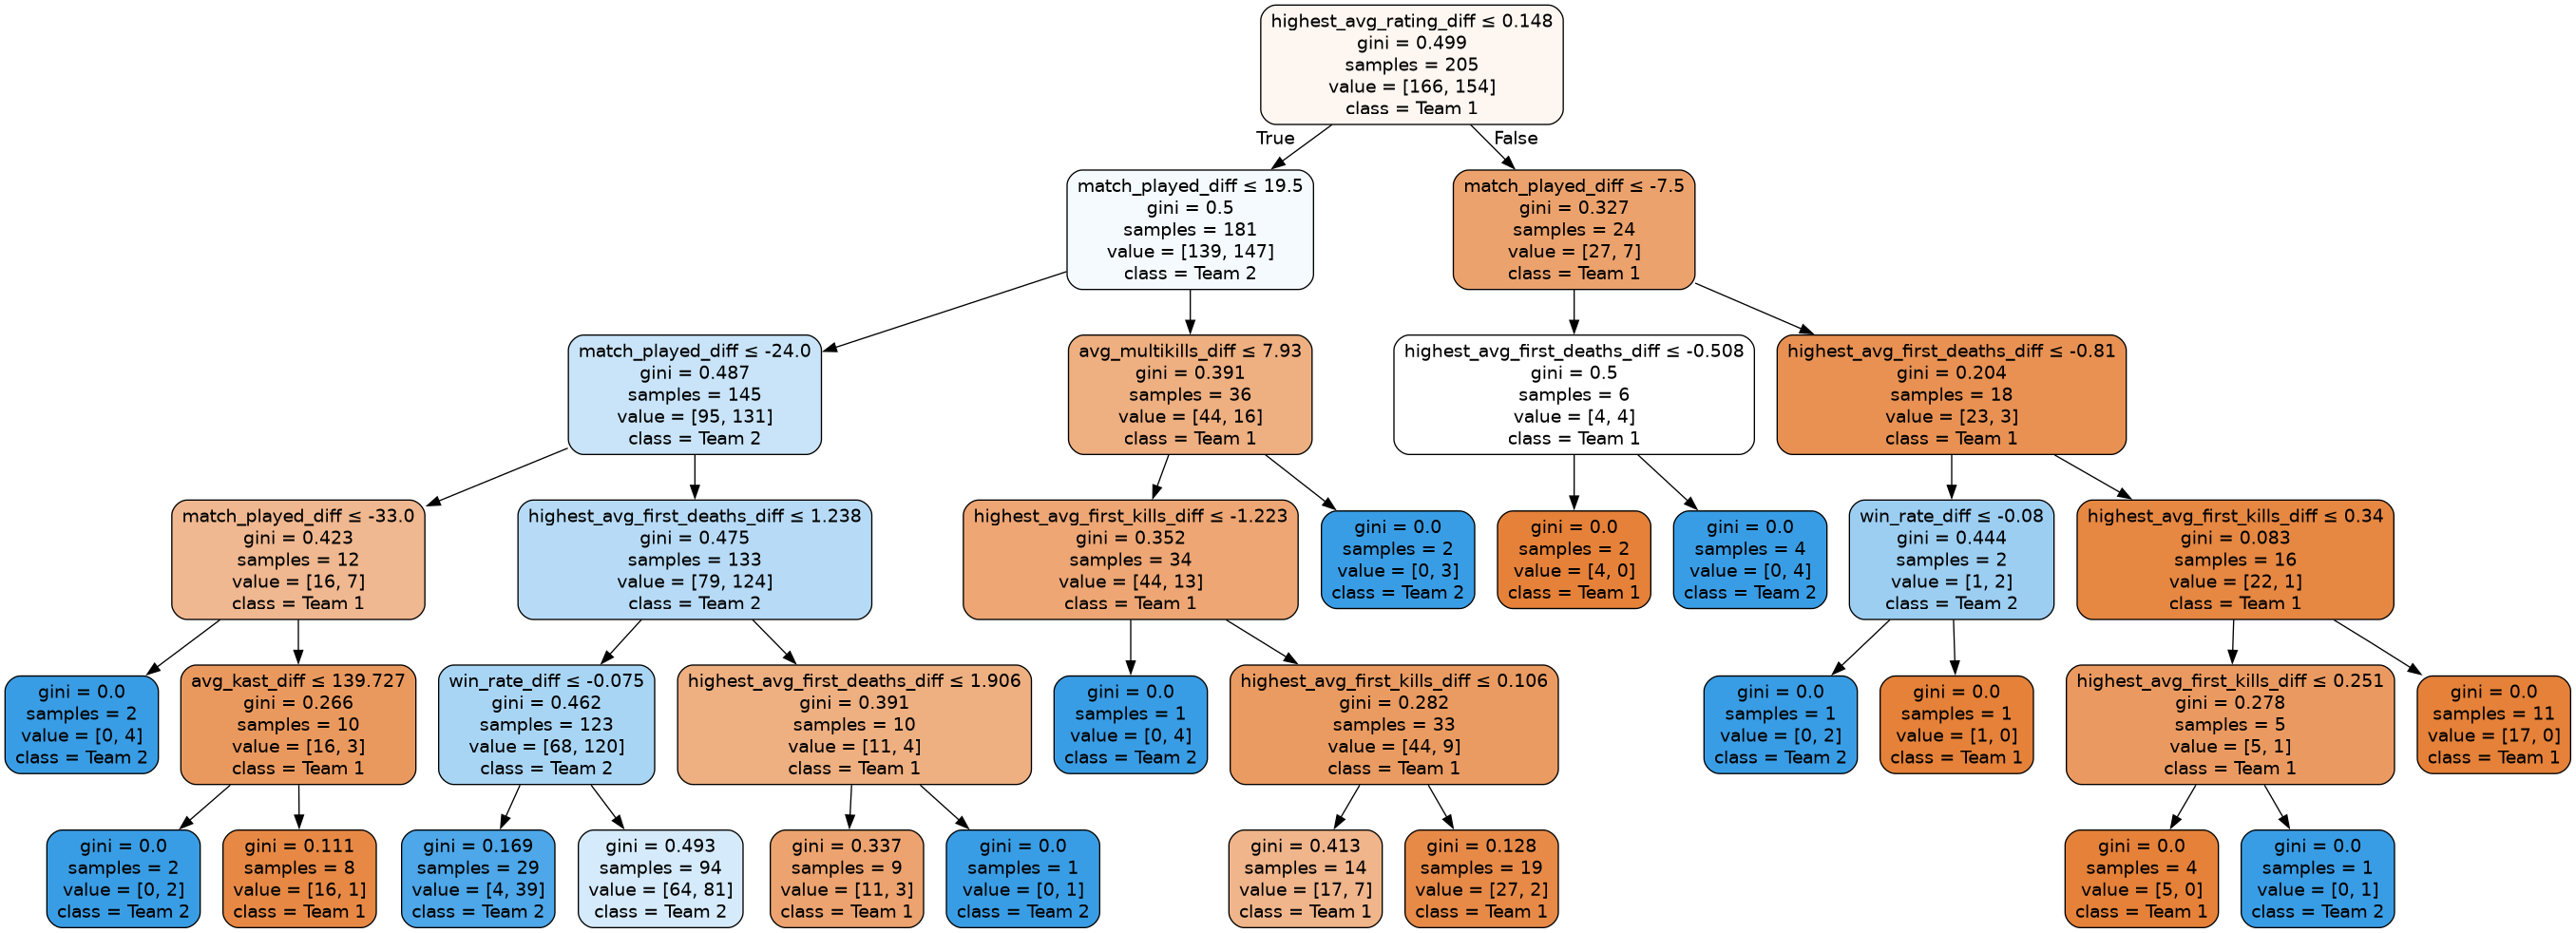 highest_avg_rating_diff ≤ 0.148
gini = 0.499
samples = 205
value = [166, 154]
class = Team 1
True
False
match_played_diff ≤ 19.5
gini = 0.5
samples = 181
value = [139, 147]
class = Team 2
match_played_diff ≤ -7.5
gini = 0.327
samples = 24
value = [27, 7]
class = Team 1
match_played_diff ≤ -24.0
gini = 0.487
samples = 145
value = [95, 131]
class = Team 2
avg_multikills_diff ≤ 7.93
gini = 0.391
samples = 36
value = [44, 16]
class = Team 1
highest_avg_first_deaths_diff ≤ -0.508
gini = 0.5
samples = 6
value = [4, 4]
class = Team 1
highest_avg_first_deaths_diff ≤ -0.81
gini = 0.204
samples = 18
value = [23, 3]
class = Team 1
match_played_diff ≤ -33.0
gini = 0.423
samples = 12
value = [16, 7]
class = Team 1
highest_avg_first_deaths_diff ≤ 1.238
gini = 0.475
samples = 133
value = [79, 124]
class = Team 2
highest_avg_first_kills_diff ≤ -1.223
gini = 0.352
samples = 34
value = [44, 13]
class = Team 1
gini = 0.0
samples = 2
value = [0, 3]
class = Team 2
gini = 0.0
samples = 2
value = [4, 0]
class = Team 1
gini = 0.0
samples = 4
value = [0, 4]
class = Team 2
win_rate_diff ≤ -0.08
gini = 0.444
samples = 2
value = [1, 2]
class = Team 2
highest_avg_first_kills_diff ≤ 0.34
gini = 0.083
samples = 16
value = [22, 1]
class = Team 1
gini = 0.0
samples = 2
value = [0, 4]
class = Team 2
avg_kast_diff ≤ 139.727
gini = 0.266
samples = 10
value = [16, 3]
class = Team 1
win_rate_diff ≤ -0.075
gini = 0.462
samples = 123
value = [68, 120]
class = Team 2
highest_avg_first_deaths_diff ≤ 1.906
gini = 0.391
samples = 10
value = [11, 4]
class = Team 1
gini = 0.0
samples = 1
value = [0, 4]
class = Team 2
highest_avg_first_kills_diff ≤ 0.106
gini = 0.282
samples = 33
value = [44, 9]
class = Team 1
gini = 0.0
samples = 1
value = [0, 2]
class = Team 2
gini = 0.0
samples = 1
value = [1, 0]
class = Team 1
highest_avg_first_kills_diff ≤ 0.251
gini = 0.278
samples = 5
value = [5, 1]
class = Team 1
gini = 0.0
samples = 11
value = [17, 0]
class = Team 1
gini = 0.0
samples = 2
value = [0, 2]
class = Team 2
gini = 0.111
samples = 8
value = [16, 1]
class = Team 1
gini = 0.169
samples = 29
value = [4, 39]
class = Team 2
gini = 0.493
samples = 94
value = [64, 81]
class = Team 2
gini = 0.337
samples = 9
value = [11, 3]
class = Team 1
gini = 0.0
samples = 1
value = [0, 1]
class = Team 2
gini = 0.413
samples = 14
value = [17, 7]
class = Team 1
gini = 0.128
samples = 19
value = [27, 2]
class = Team 1
gini = 0.0
samples = 4
value = [5, 0]
class = Team 1
gini = 0.0
samples = 1
value = [0, 1]
class = Team 2